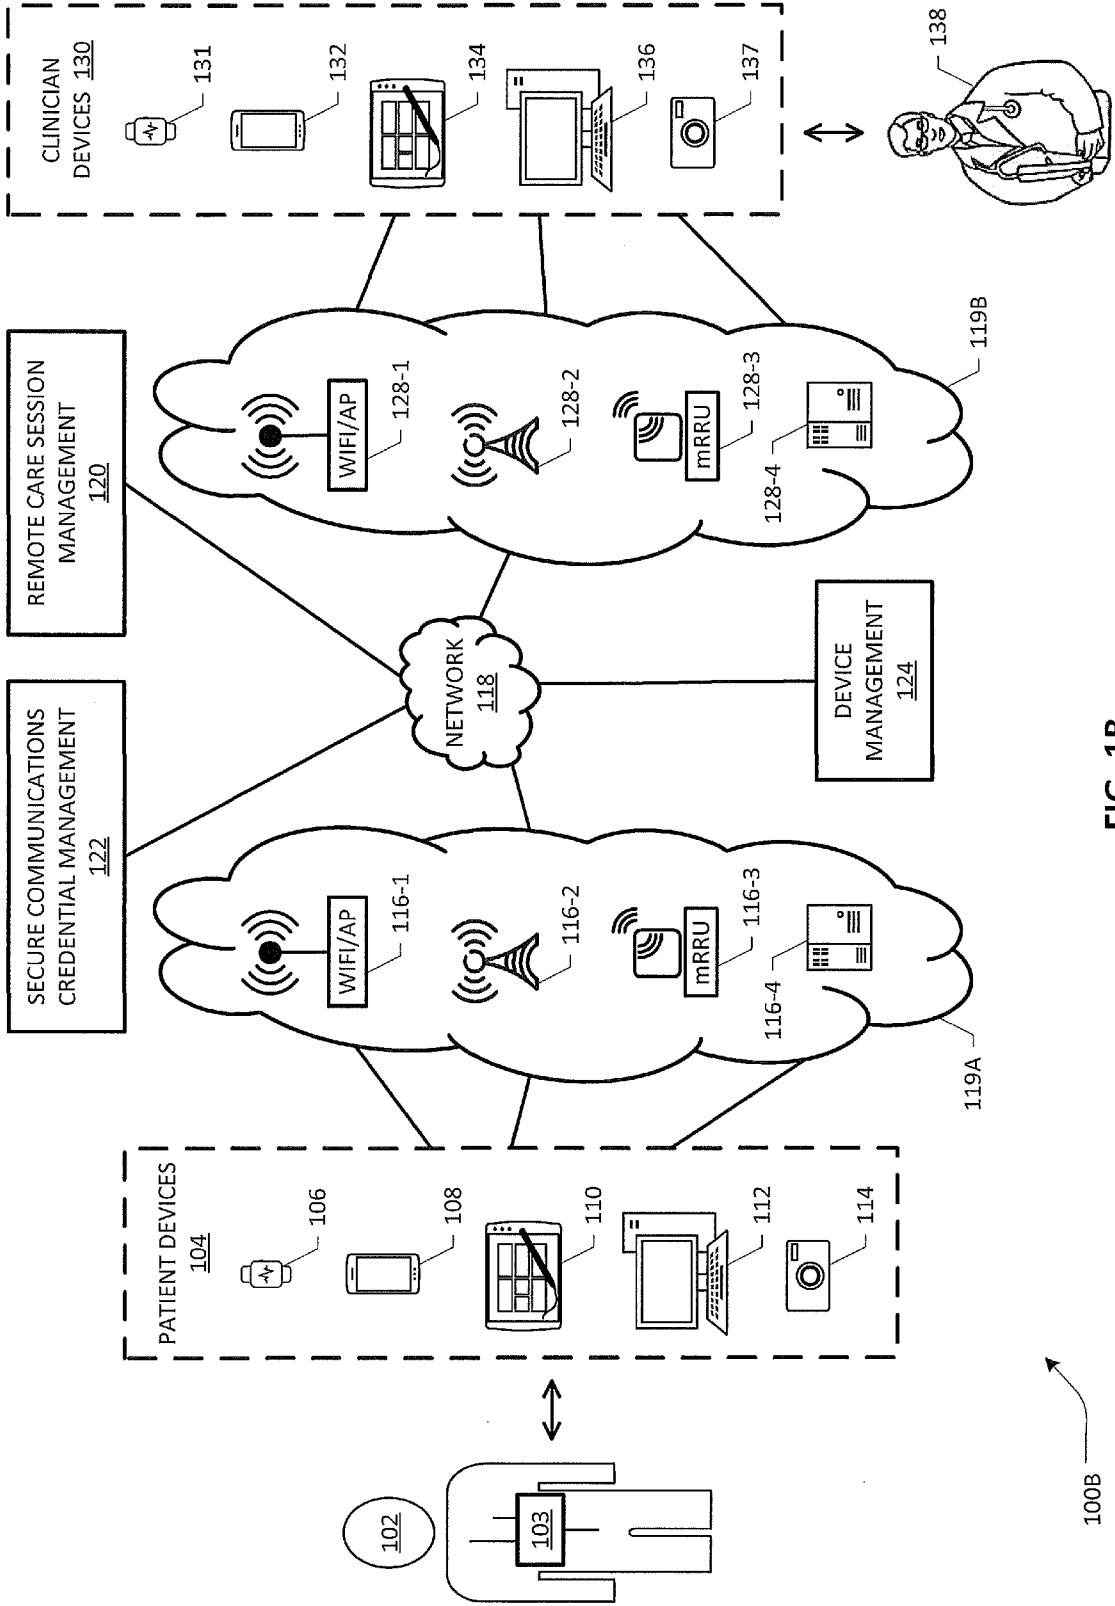 100B
102
103
PATIENT DEVICES
104
106
108
110
112
114
SECURE COMMUNICATIONS
CREDENTIAL MANAGEMENT
122
REMOTE CARE SESSION
MANAGEMENT
120
WIFI/AP
116-1
116-2
mRRU
116-3
116-4
119A
NETWORK
118
DEVICE
MANAGEMENT
124
WIFI/AP
128-1
128-2
mRRU
128-3
128-4
119B
CLINICIAN
DEVICES 130
131
132
134
136
137
138
FIG. 1B